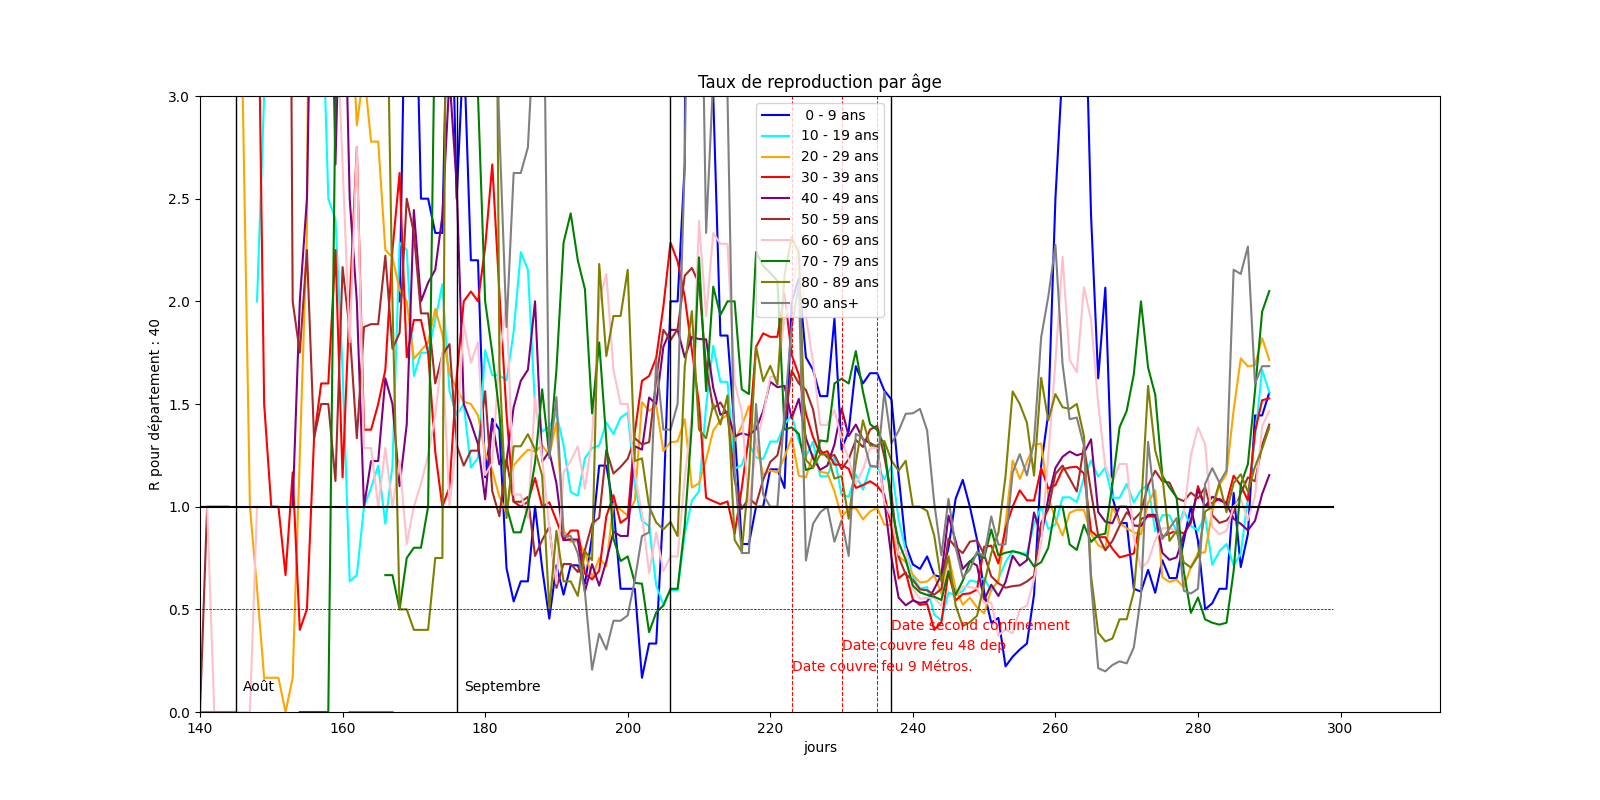 Taux de reproduction par âge
R pour département : 40
3.0
2.5
2.0
1.5
1.0
0.5
0.0
0 - 9 ans
10 - 19 ans
20 - 29 ans
30 - 39 ans
40 - 49 ans
50 - 59 ans
60 - 69 ans
70 - 79 ans
80 - 89 ans
90 ans+
Date second confinement
Date couvre feu 48 dep
Date couvre feu 9 Métros.
Août
Septembre
140 160 180 200 220 240 260 280 300
jours